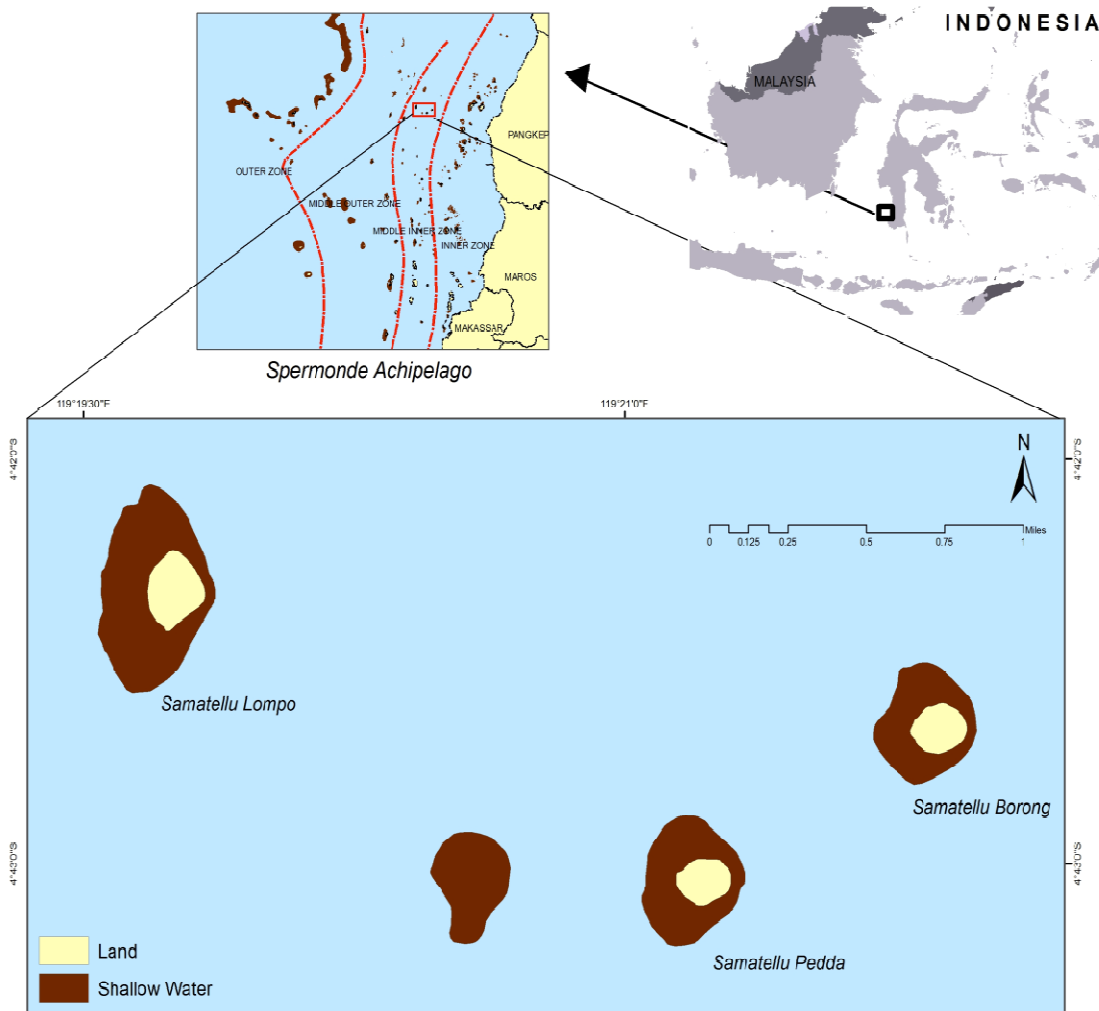 INDONESIA
MALAYSIA
PANGKEP
OUTER ZONE
MIDDLE OUTER ZONE
MIDDLE INNER ZONE
INNER ZONE
MAROS
MAKASSAR
Spermonde Achipelago
119°19'30"E
119°21'0"E
4°42'0"S
4°42'0"S
N
Miles
0 0.125 0.25 0.5 0.75 1
Samatellu Lompo
Samatellu Borong
4°43'0"S
4°43'0"S
Samatellu Pedda
Land
Shallow Water